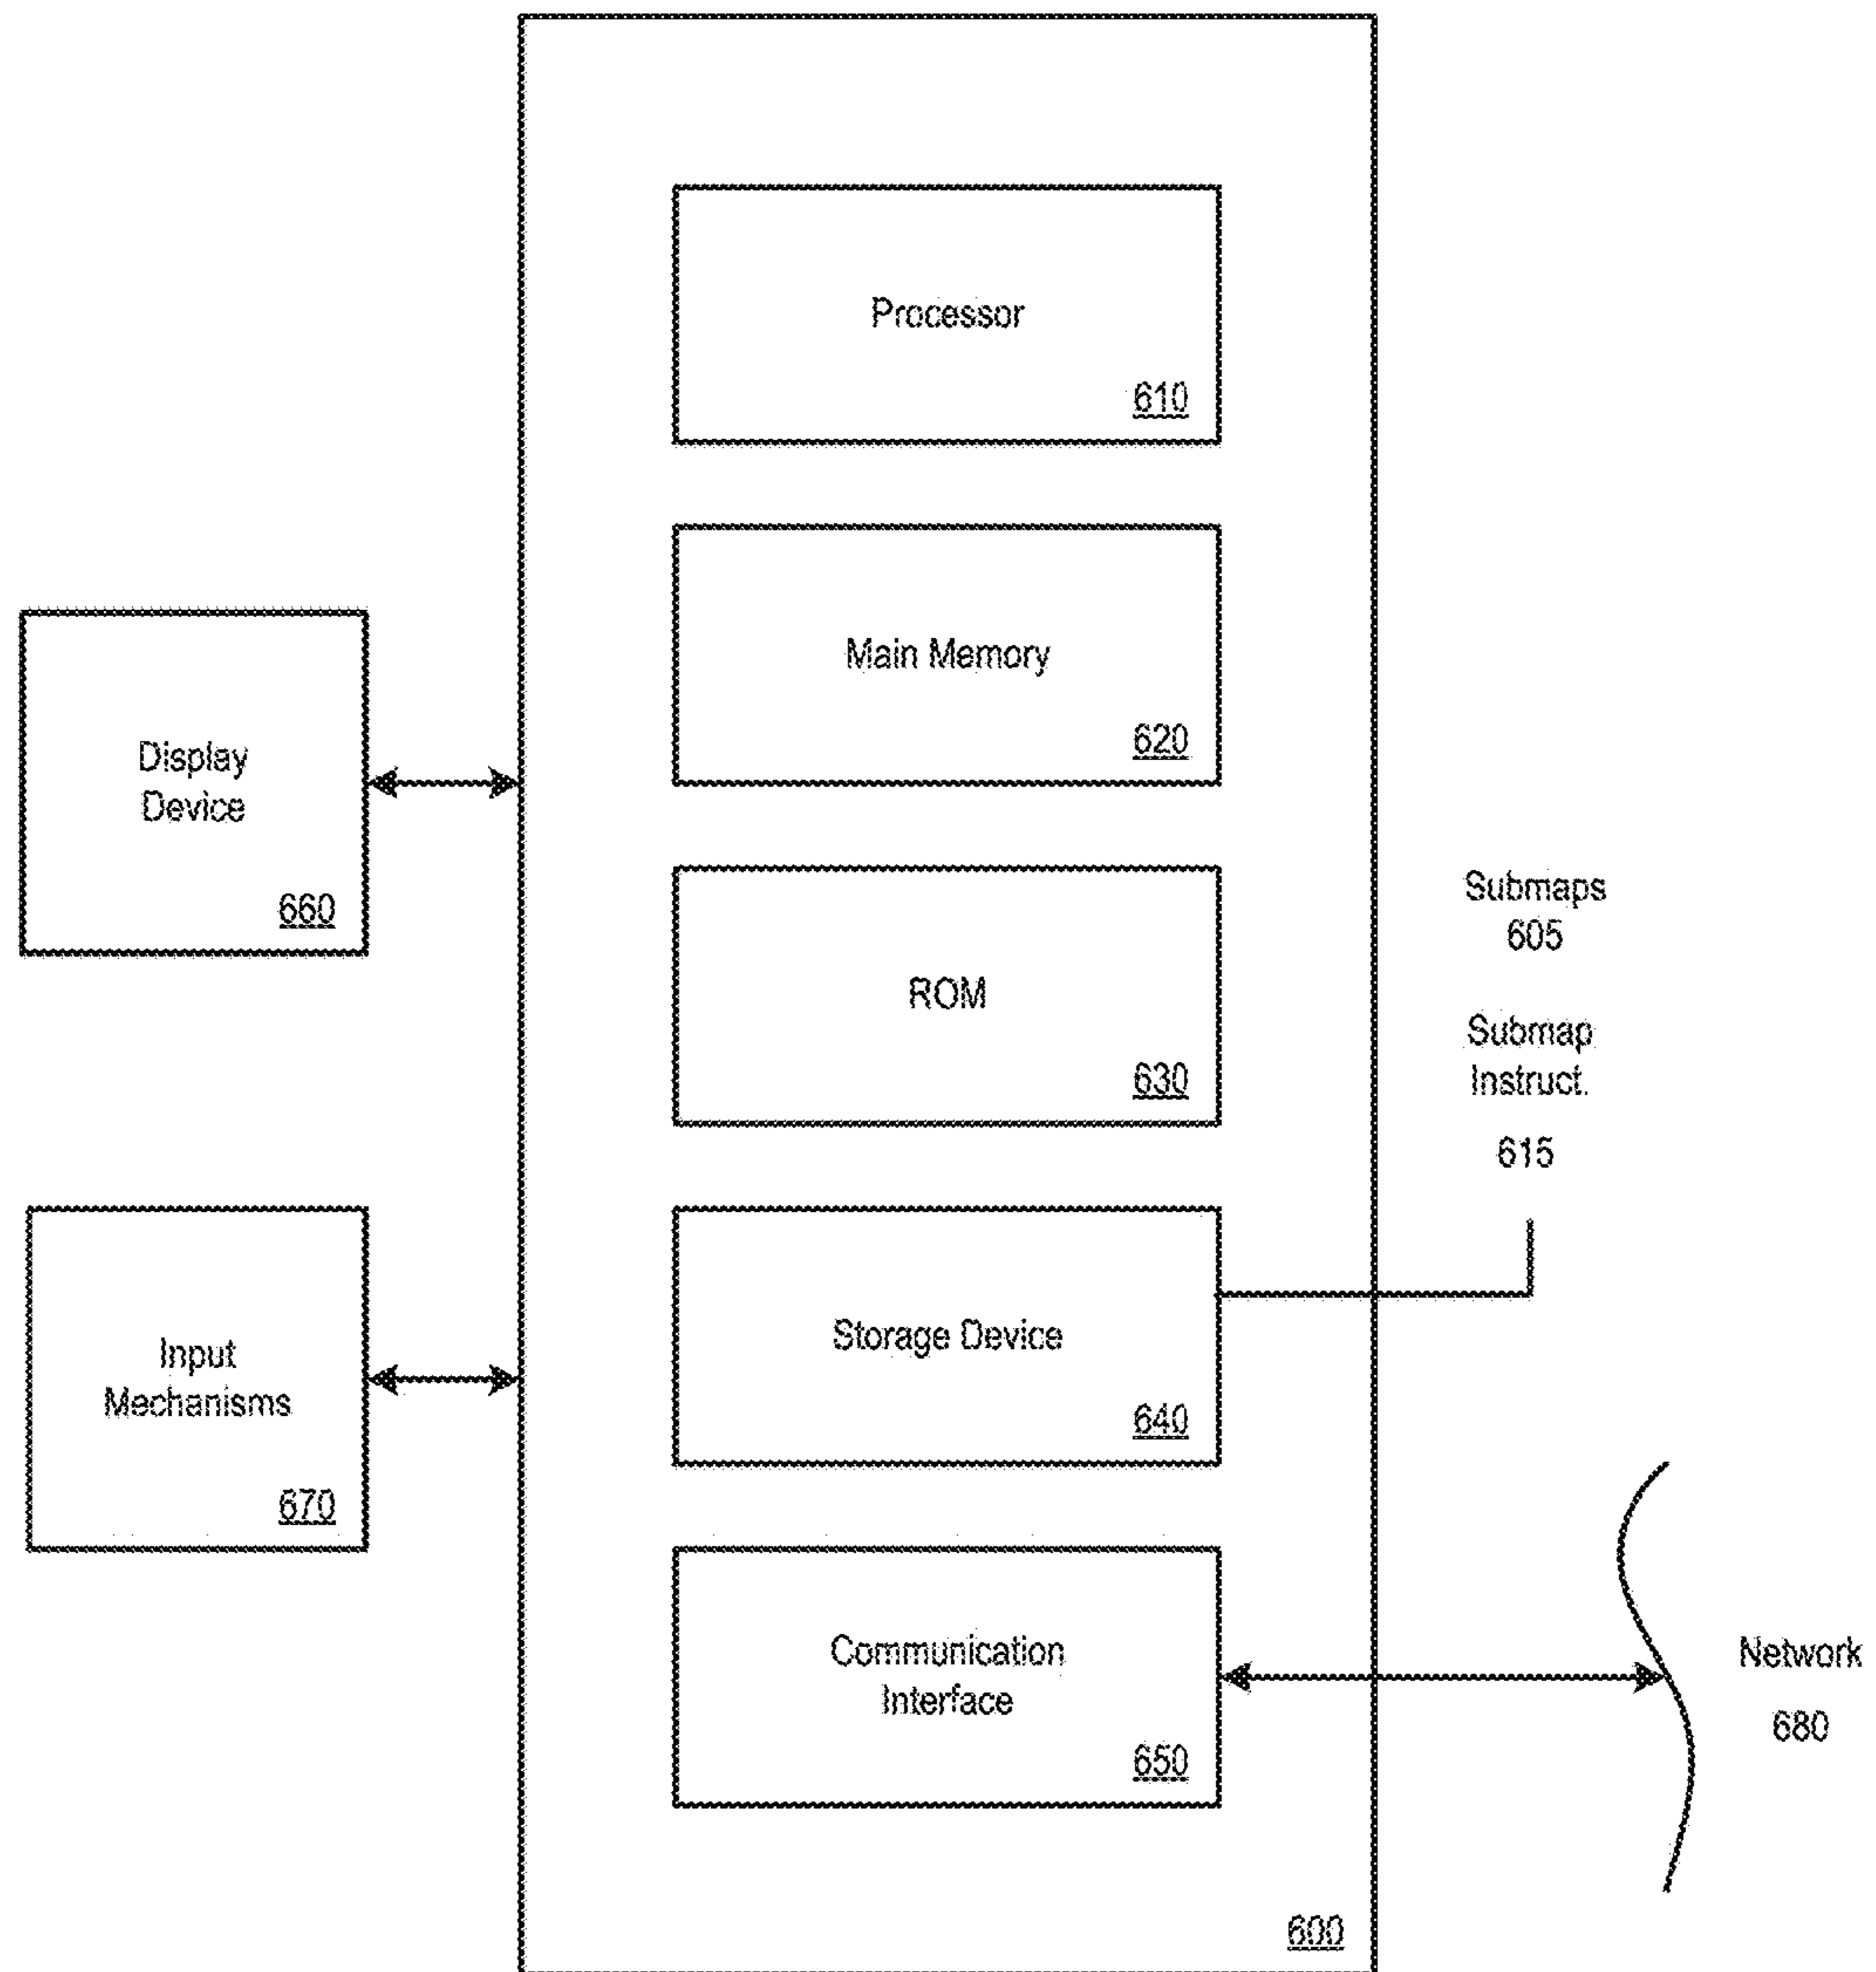 Processor
610
Main Memory
620
Display
Device
660
ROM
630
Submaps
605
Submap
Instruct.
615
Input
Mechanisms
670
Storage Device
640
Communication
Interface
650
Network
680
600